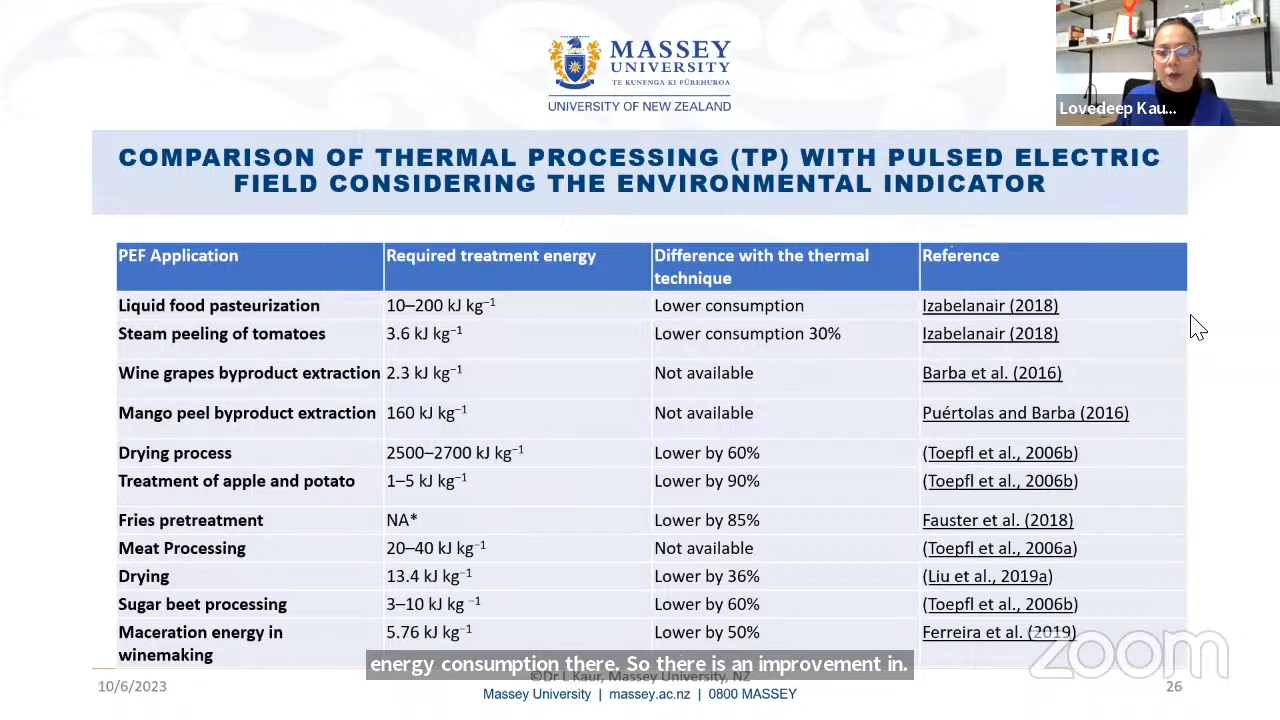 MASSEY
UNIVERSITY
TE KUNENGA KI PŪREHUROA
UNIVERSITY OF NEW ZEALAND
Lovedeep Kau...
COMPARISON OF THERMAL PROCESSING (TP) WITH PULSED ELECTRIC
FIELD CONSIDERING THE ENVIRONMENTAL INDICATOR
PEF Application Required treatment energy Difference with the thermal technique Reference
Liquid food pasteurization 10–200 kJ kg⁻¹ Lower consumption Izabelanair (2018)
Steam peeling of tomatoes 3.6 kJ kg⁻¹ Lower consumption 30% Izabelanair (2018)
Wine grapes byproduct extraction 2.3 kJ kg⁻¹ Not available Barba et al. (2016)
Mango peel byproduct extraction 160 kJ kg⁻¹ Not available Puértolas and Barba (2016)
Drying process 2500–2700 kJ kg⁻¹ Lower by 60% (Toepfl et al., 2006b)
Treatment of apple and potato 1–5 kJ kg⁻¹ Lower by 90% (Toepfl et al., 2006b)
Fries pretreatment NA* Lower by 85% Fauster et al. (2018)
Meat Processing 20–40 kJ kg⁻¹ Not available (Toepfl et al., 2006a)
Drying 13.4 kJ kg⁻¹ Lower by 36% (Liu et al., 2019a)
Sugar beet processing 3–10 kJ kg ⁻¹ Lower by 60% (Toepfl et al., 2006b)
Maceration energy in winemaking 5.76 kJ kg⁻¹ Lower by 50% Ferreira et al. (2019)
energy consumption there. So there is an improvement in.
zoom
10/6/2023 ©Dr L Kaur, Massey University, NZ 26
Massey University | massey.ac.nz | 0800 MASSEY